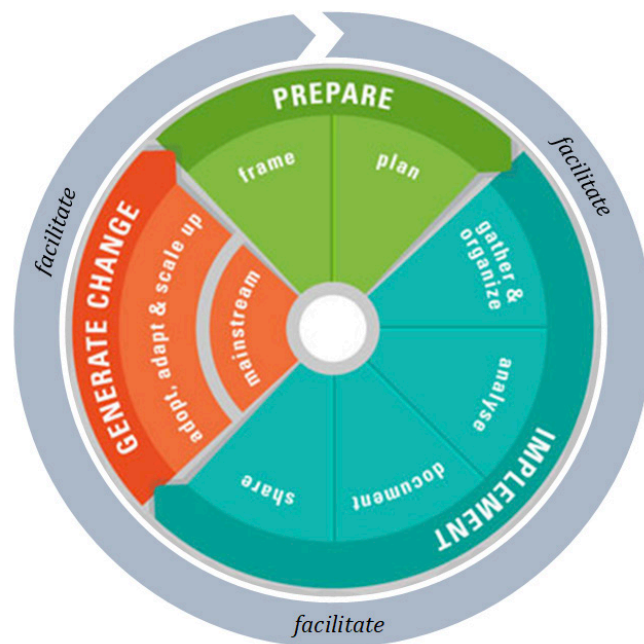 PREPARE
frame
plan
facilitate
gather &
organize
analyse
IMPLEMENT
document
share
facilitate
GENERATE CHANGE
adopt, adapt & scale up
mainstream
facilitate